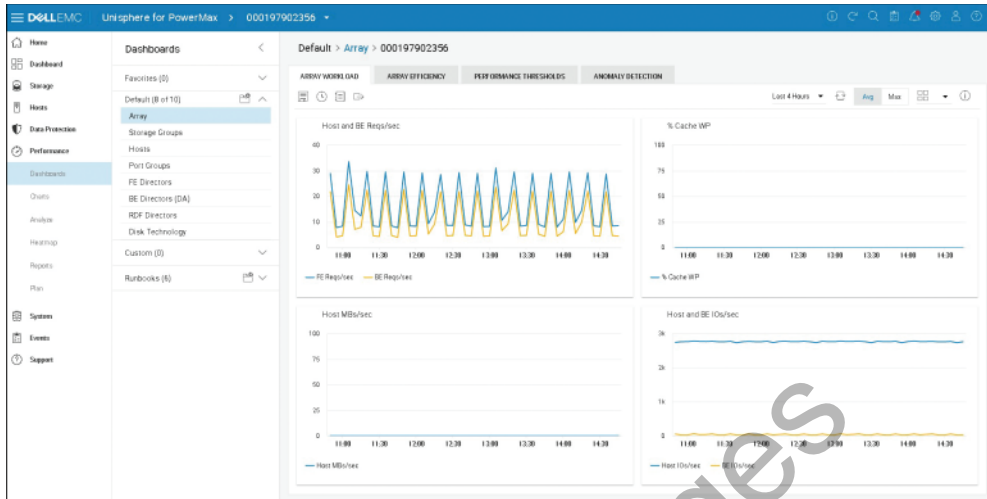 DELLEMC Unisphere for PowerMax > 000197902356
Home
Dashboard
Storage
Hosts
Data Protection
Performance
Dashboards
Charts
Analyze
Heatmap
Reports
Plan
System
Events
Support
Dashboards
Favorites (0)
Default (8 of 10)
Array
Storage Groups
Hosts
Port Groups
FE Directors
BE Directors (DA)
RDF Directors
Disk Technology
Custom (0)
Runbooks (6)
Default > Array > 000197902356
ARRAY WORKLOAD ARRAY EFFICIENCY PERFORMANCE THRESHOLDS ANOMALY DETECTION
Last 4 Hours Avg Max
Host and BE Reqs/sec
40
30
20
10
0
11:00 11:30 12:00 12:30 13:00 13:30 14:00 14:30
FE Reqs/sec BE Reqs/sec
% Cache WP
100
75
50
25
0
11:00 11:30 12:00 12:30 13:00 13:30 14:00 14:30
% Cache WP
Host MBs/sec
100
75
50
25
0
11:00 11:30 12:00 12:30 13:00 13:30 14:00 14:30
Host MBs/sec
Host and BE IOs/sec
3k
2k
1k
0
11:00 11:30 12:00 12:30 13:00 13:30 14:00 14:30
Host IOs/sec BE IOs/sec
ges